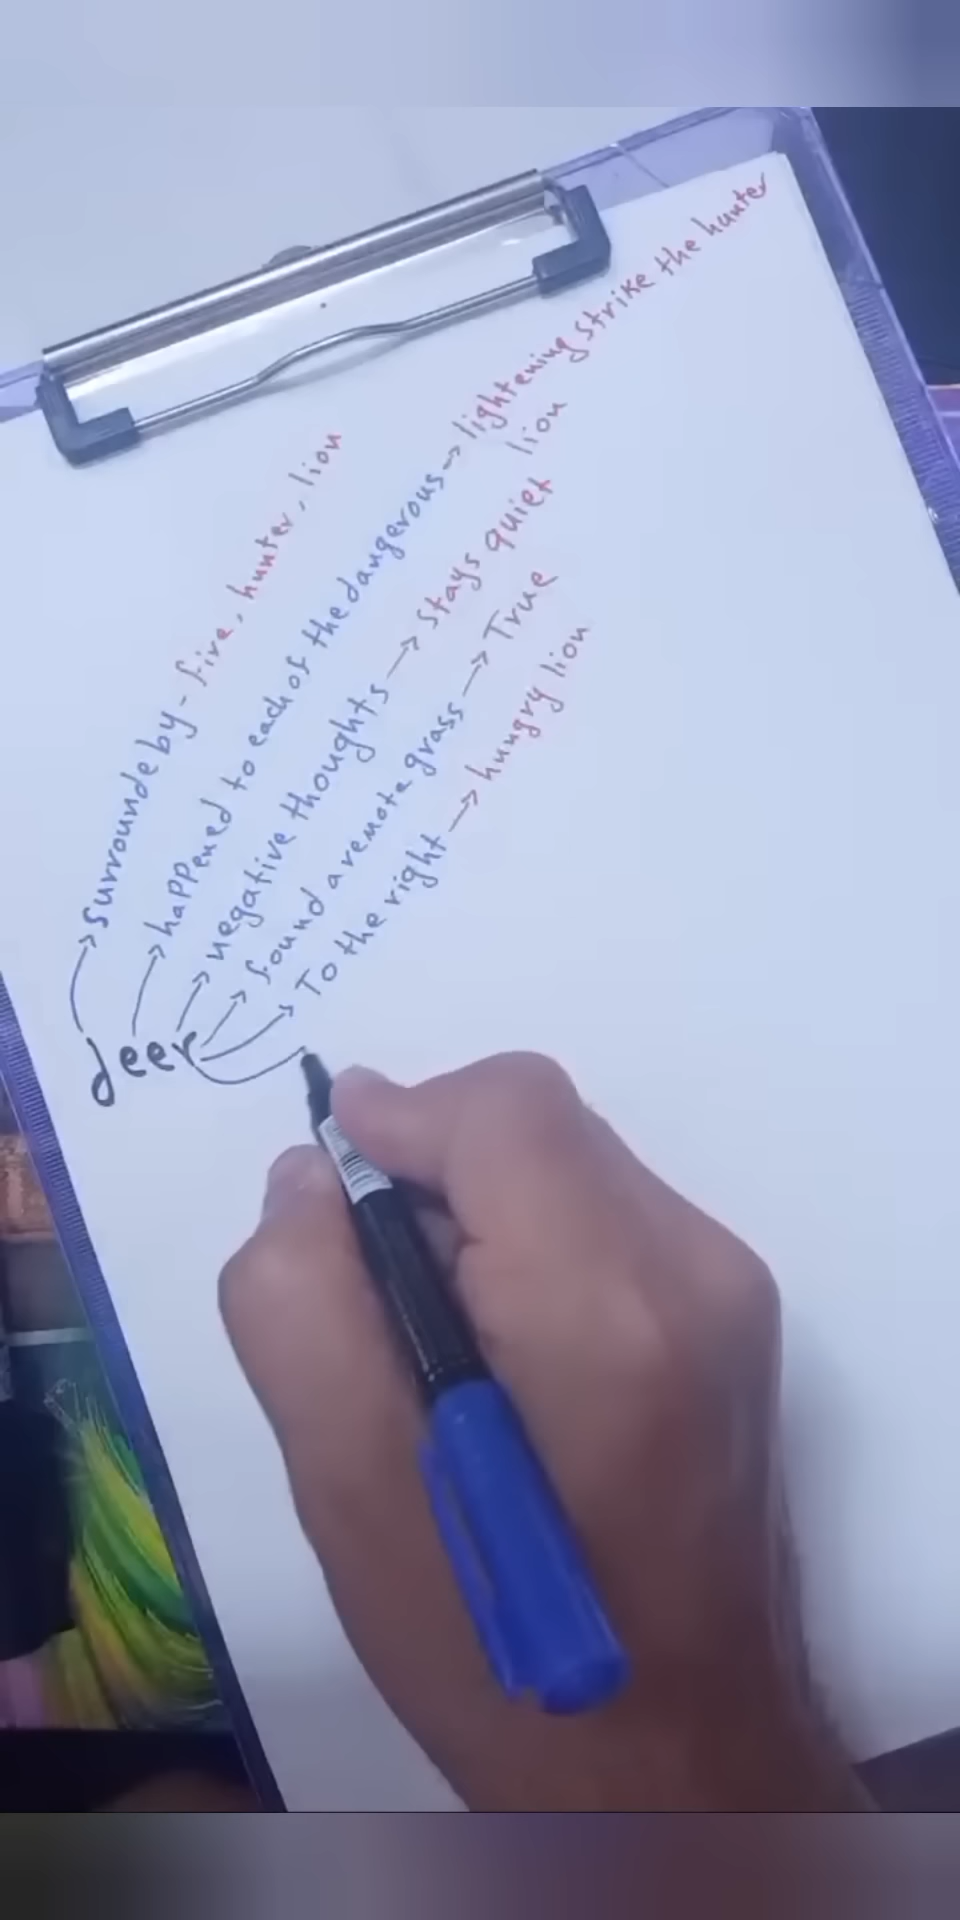 surrounde by - fire, hunter, lion
happened to each of the dangerous → lightening strike the hunter
lion
negative thoughts → stays quiet
found a remote grass → True
To the right → hungry lion
deer